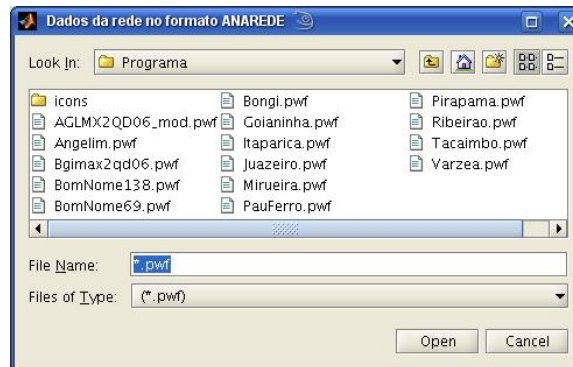 Dados da rede no formato ANAREDE
Look In: Programa
icons Bongi.pwf Pirapama.pwf
AGLMX2QD06_mod.pwf Goianinha.pwf Ribeirao.pwf
Angelim.pwf Itaparica.pwf Tacaimbo.pwf
Bgimax2qd06.pwf Juazeiro.pwf Varzea.pwf
BomNome138.pwf Mirueira.pwf
BomNome69.pwf PauFerro.pwf
File Name: *.pwf
Files of Type: (*.pwf)
Open Cancel